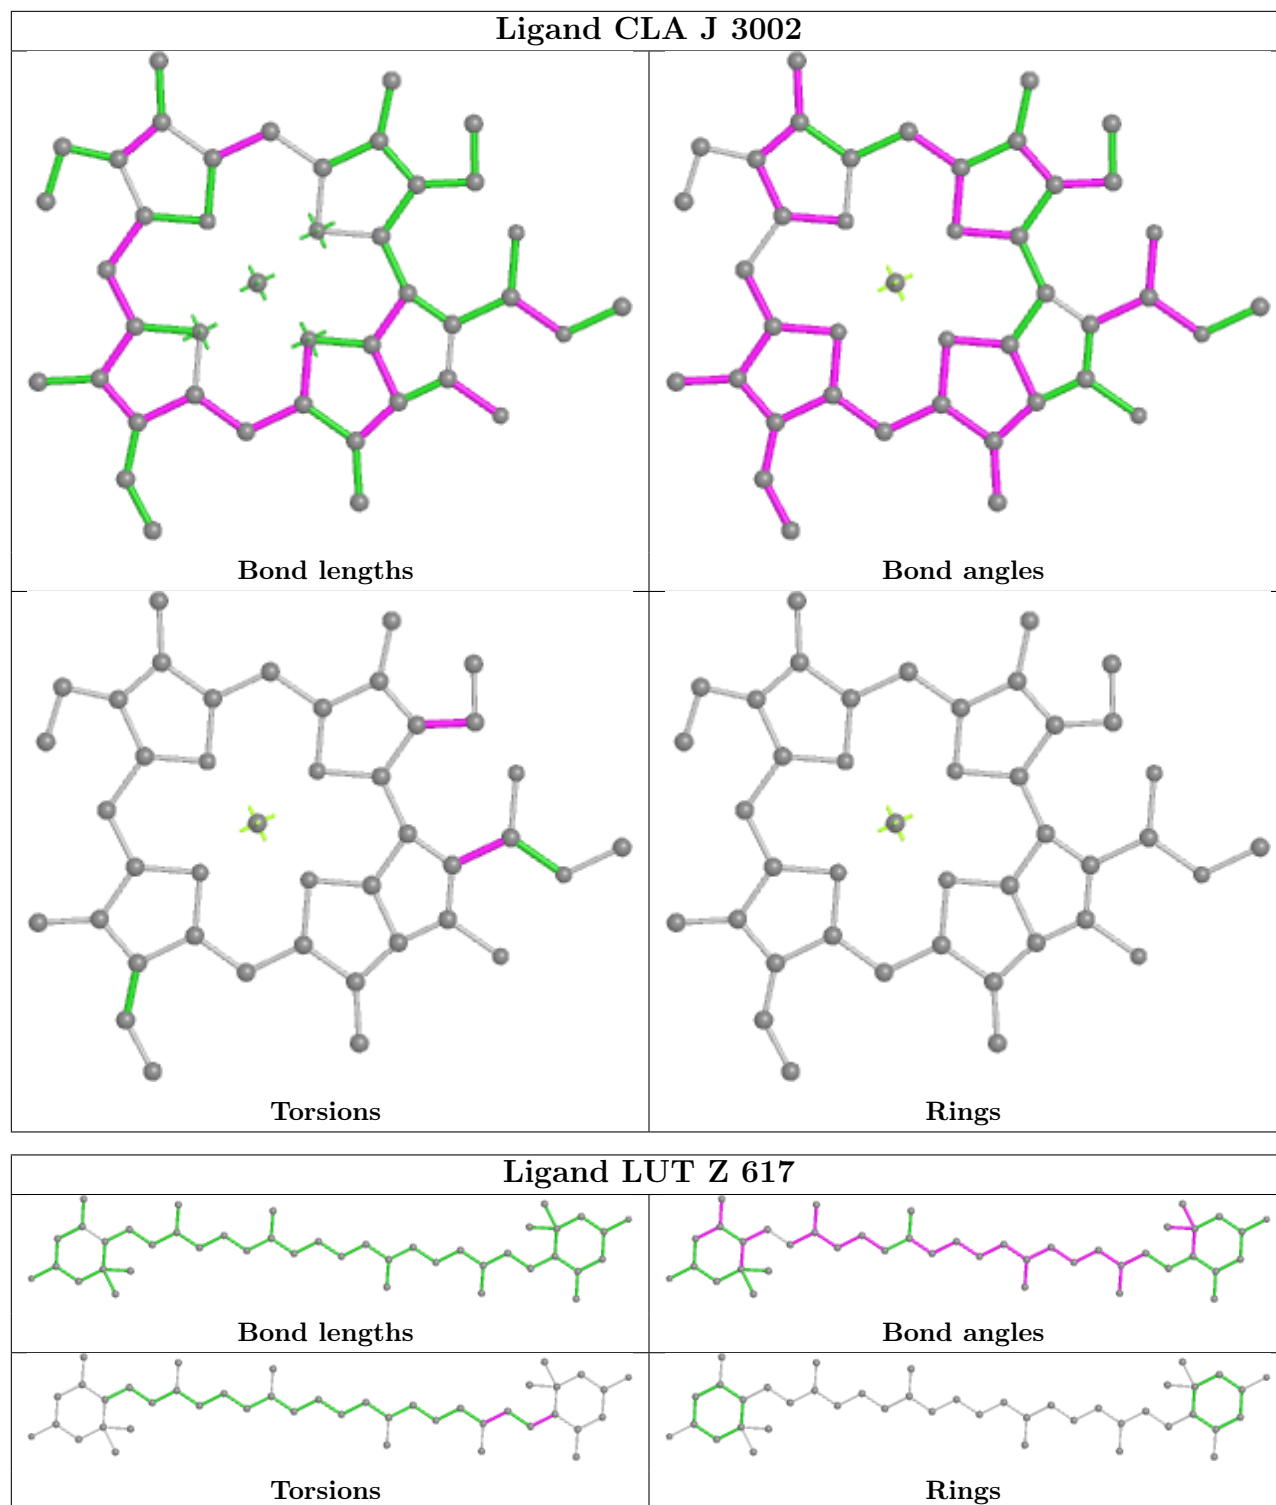 Ligand CLA J 3002
Bond lengths
Bond angles
Torsions
Rings
Ligand LUT Z 617
Bond lengths
Bond angles
Torsions
Rings